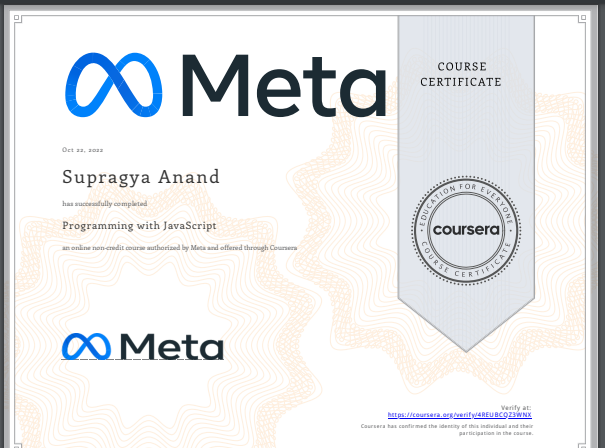 Meta
COURSE
CERTIFICATE
Oct 22, 2022
Supragya Anand
has successfully completed
Programming with JavaScript
an online non-credit course authorized by Meta and offered through Coursera
EDUCATION FOR EVERYONE
coursera
COURSE CERTIFICATE
Meta
Verify at:
https://coursera.org/verify/4REUBCQZ3WNX
Coursera has confirmed the identity of this individual and their
participation in the course.